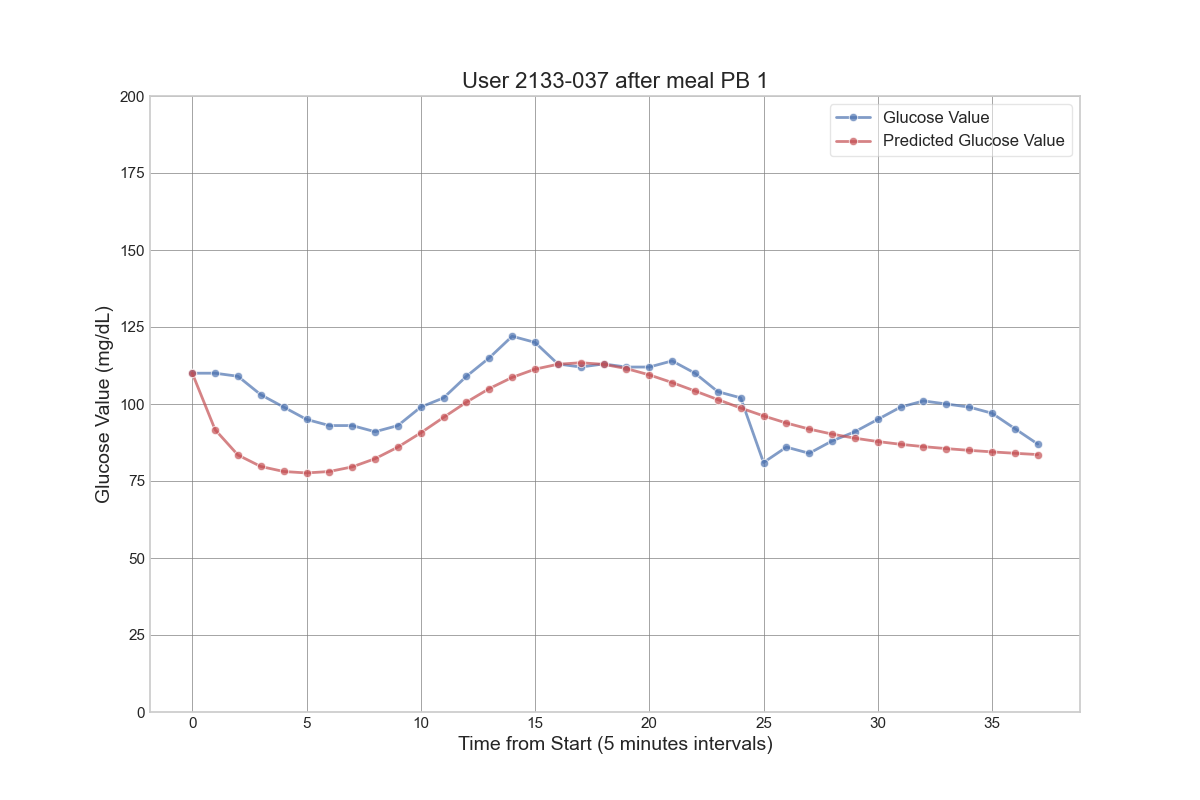 User 2133-037 after meal PB 1
Glucose Value
Predicted Glucose Value
Glucose Value (mg/dL)
200
175
150
125
100
75
50
25
0
0 5 10 15 20 25 30 35
Time from Start (5 minutes intervals)